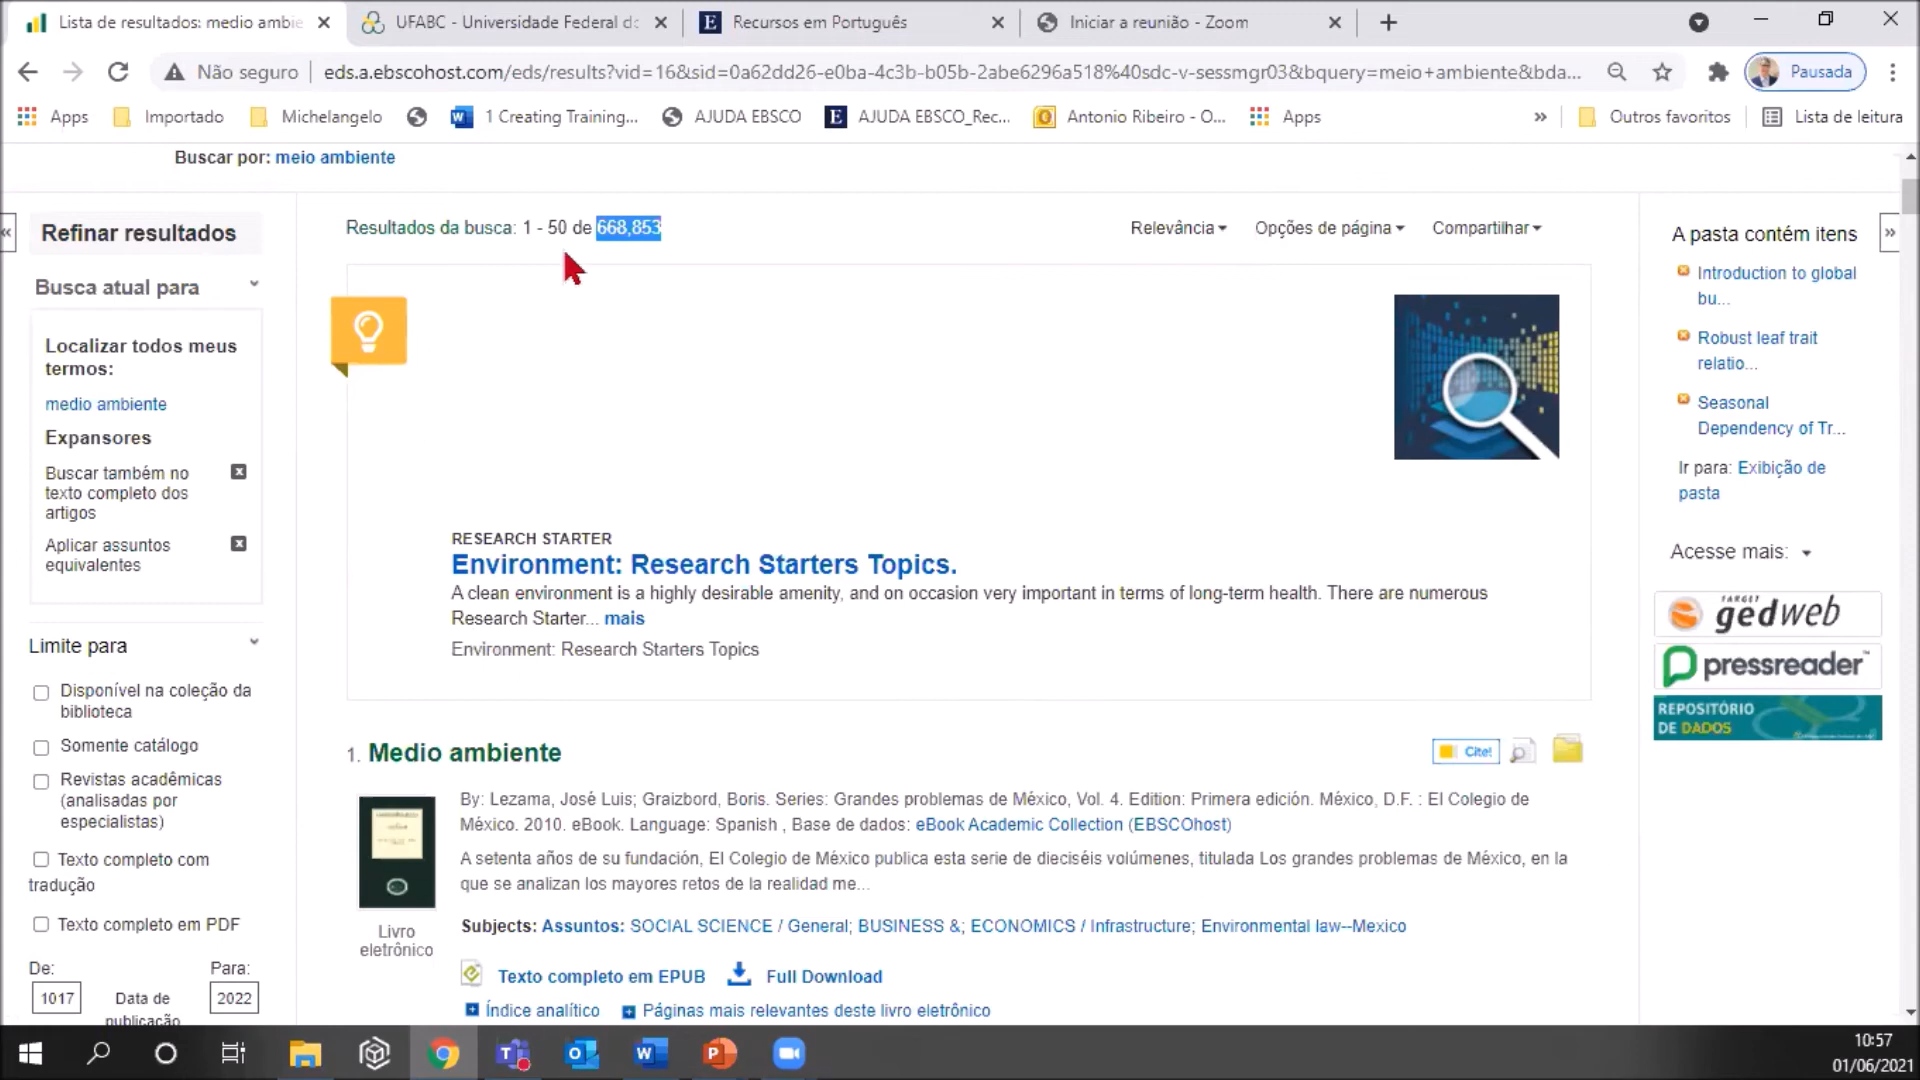 Lista de resultados: medio ambie
UFABC - Universidade Federal do
Recursos em Português
Iniciar a reunião - Zoom
Não seguro
eds.a.ebscohost.com/eds/results?vid=16&sid=0a62dd26-e0ba-4c3b-b05b-2abe6296a518%40sdc-v-sessmgr03&bquery=meio+ambiente&bda...
Pausada
Apps
Importado
Michelangelo
1 Creating Training...
AJUDA EBSCO
AJUDA EBSCO_Rec...
Antonio Ribeiro - O...
Apps
»
Outros favoritos
Lista de leitura
Buscar por: meio ambiente
«
Refinar resultados
Busca atual para
Localizar todos meus
termos:
medio ambiente
Expansores
Buscar também no
texto completo dos
artigos
Aplicar assuntos
equivalentes
Limite para
Disponível na coleção da
biblioteca
Somente catálogo
Revistas acadêmicas
(analisadas por
especialistas)
Texto completo com
tradução
Texto completo em PDF
De:
Para:
1017
Data de
publicação
2022
Resultados da busca: 1 - 50 de 668,853
Relevância
Opções de página
Compartilhar
RESEARCH STARTER
Environment: Research Starters Topics.
A clean environment is a highly desirable amenity, and on occasion very important in terms of long-term health. There are numerous
Research Starter... mais
Environment: Research Starters Topics
1. Medio ambiente
Cite!
By: Lezama, José Luis; Graizbord, Boris. Series: Grandes problemas de México, Vol. 4. Edition: Primera edición. México, D.F. : El Colegio de
México. 2010. eBook. Language: Spanish , Base de dados: eBook Academic Collection (EBSCOhost)
A setenta años de su fundación, El Colegio de México publica esta serie de dieciséis volúmenes, titulada Los grandes problemas de México, en la
que se analizan los mayores retos de la realidad me...
Livro
eletrônico
Subjects: Assuntos: SOCIAL SCIENCE / General; BUSINESS &; ECONOMICS / Infrastructure; Environmental law--Mexico
Texto completo em EPUB
Full Download
Índice analítico
Páginas mais relevantes deste livro eletrônico
A pasta contém itens
»
Introduction to global
bu...
Robust leaf trait
relatio...
Seasonal
Dependency of Tr...
Ir para: Exibição de
pasta
Acesse mais:
TARGET
gedweb
pressreader™
REPOSITÓRIO
DE DADOS
10:57
01/06/2021